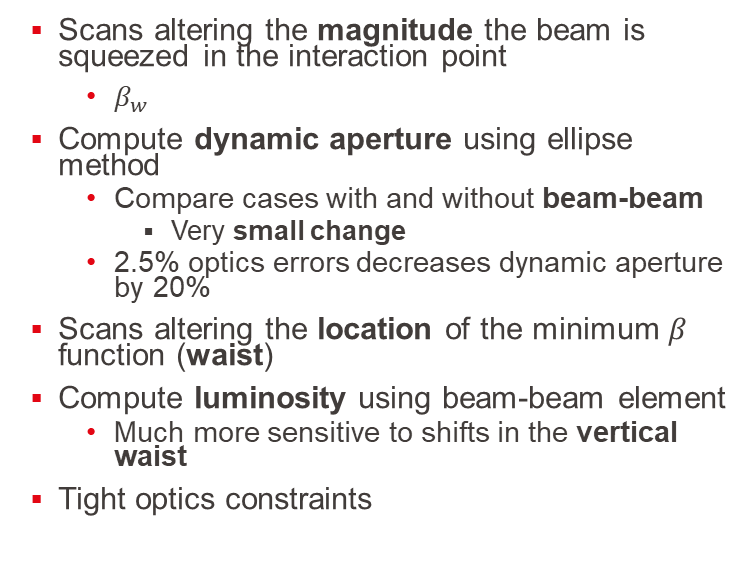 ▪ Scans altering the magnitude the beam is
squeezed in the interaction point
• β_w
▪ Compute dynamic aperture using ellipse
method
• Compare cases with and without beam-beam
▪ Very small change
• 2.5% optics errors decreases dynamic aperture
by 20%
▪ Scans altering the location of the minimum β
function (waist)
▪ Compute luminosity using beam-beam element
• Much more sensitive to shifts in the vertical
waist
▪ Tight optics constraints